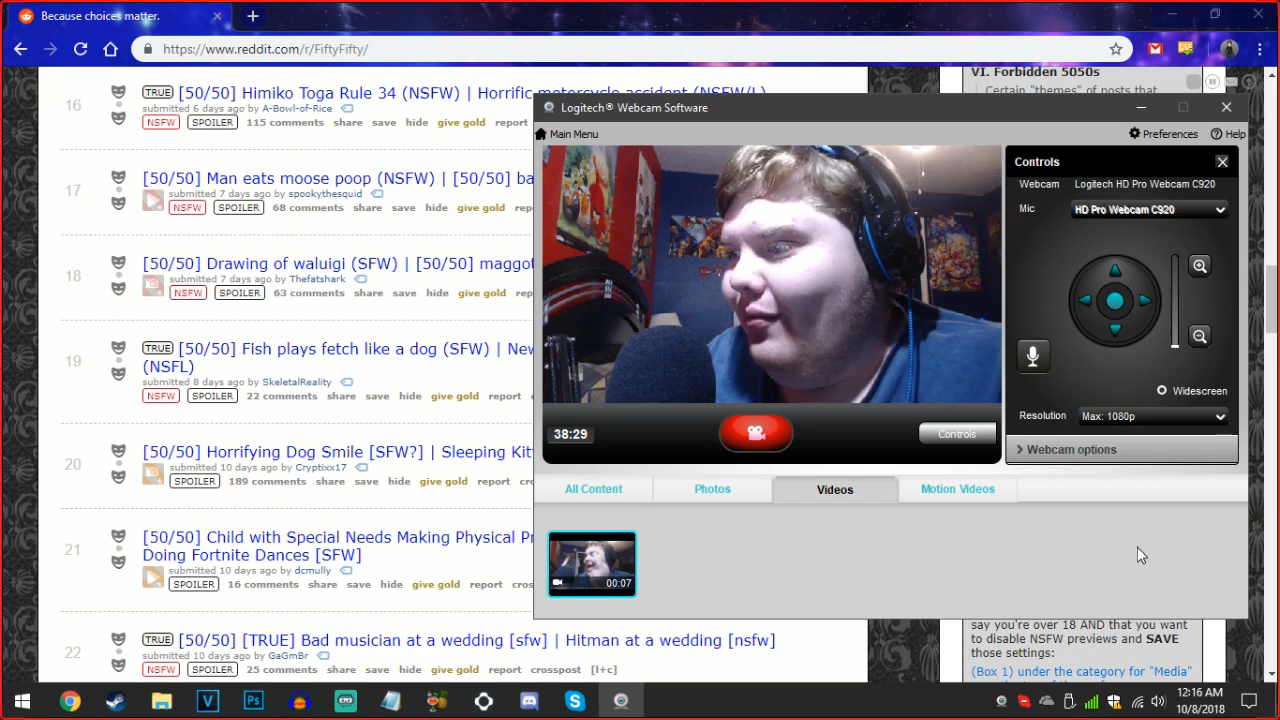 Because choices matter.
https://www.reddit.com/r/FiftyFifty/
16
TRUE [50/50] Himiko Toga Rule 34 (NSFW) | Horrific motorcycle accident (NSFW/L)
submitted 6 days ago by A-Bowl-of-Rice
NSFW SPOILER 115 comments share save hide give gold report
17
[50/50] Man eats moose poop (NSFW) | [50/50] ba
submitted 7 days ago by spookythesquid
NSFW SPOILER 68 comments share save hide give gold rep
18
[50/50] Drawing of waluigi (SFW) | [50/50] maggot
submitted 7 days ago by Thefatshark
NSFW SPOILER 63 comments share save hide give gold rep
19
TRUE [50/50] Fish plays fetch like a dog (SFW) | New
(NSFL)
submitted 8 days ago by SkeletalReality
NSFW SPOILER 22 comments share save hide give gold report
20
[50/50] Horrifying Dog Smile [SFW?] | Sleeping Kit
submitted 10 days ago by Cryptixx17
SPOILER 189 comments share save hide give gold report cro
21
[50/50] Child with Special Needs Making Physical Pr
Doing Fortnite Dances [SFW]
submitted 10 days ago by dcmully
SPOILER 16 comments share save hide give gold report cros
22
TRUE [50/50] [TRUE] Bad musician at a wedding [sfw] | Hitman at a wedding [nsfw]
submitted 10 days ago by GaGmBr
NSFW SPOILER 25 comments share save hide give gold report crosspost [l+c]
VI. Forbidden 5050s
Certain "themes" of posts that
Logitech® Webcam Software
Main Menu
Preferences
Help
Controls
Webcam Logitech HD Pro Webcam C920
Mic HD Pro Webcam C920
Widescreen
Resolution Max: 1080p
Webcam options
38:29
Controls
All Content Photos Videos Motion Videos
00:07
say you're over 18 AND that you want
to disable NSFW previews and SAVE
those settings:
(Box 1) under the category for "Media"
12:16 AM
10/8/2018